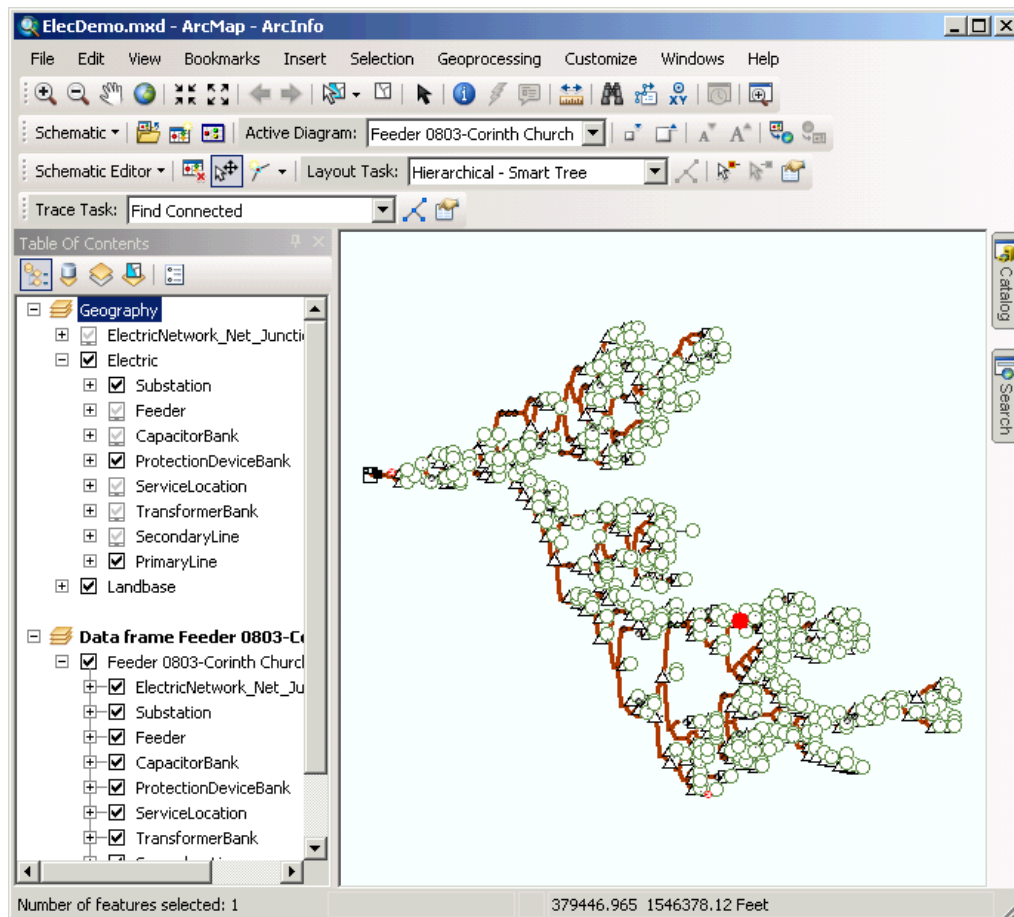 ElecDemo.mxd - ArcMap - ArcInfo
File Edit View Bookmarks Insert Selection Geoprocessing Customize Windows Help
XY
Schematic Active Diagram: Feeder 0803-Corinth Church
Schematic Editor Layout Task: Hierarchical - Smart Tree
Trace Task: Find Connected
Table Of Contents
Geography
ElectricNetwork_Net_Juncti
Electric
Substation
Feeder
CapacitorBank
ProtectionDeviceBank
ServiceLocation
TransformerBank
SecondaryLine
PrimaryLine
Landbase
Data frame Feeder 0803-Co
Feeder 0803-Corinth Churcl
ElectricNetwork_Net_Ju
Substation
Feeder
CapacitorBank
ProtectionDeviceBank
ServiceLocation
TransformerBank
Catalog
Search
Number of features selected: 1
379446.965 1546378.12 Feet